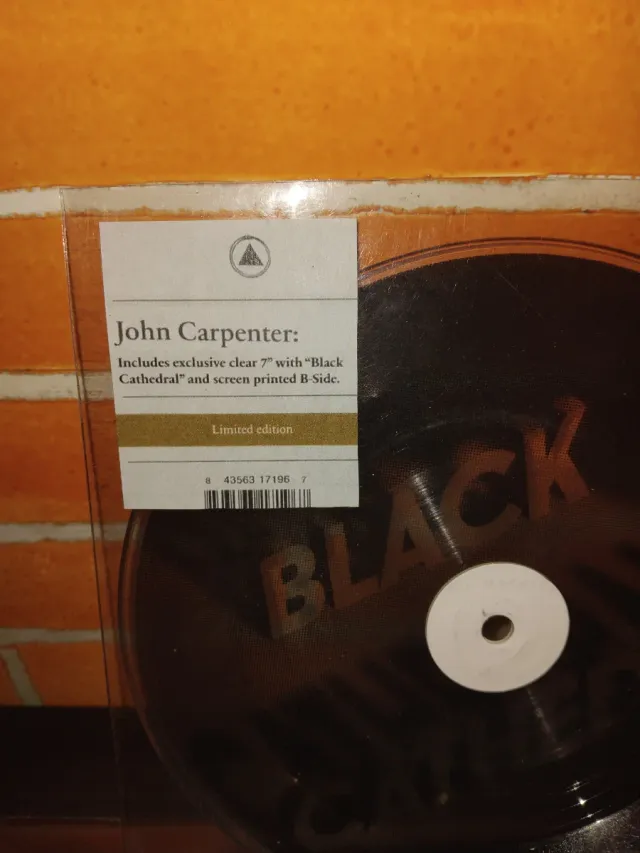 John Carpenter:
Includes exclusive clear 7" with “Black
Cathedral” and screen printed B-Side.
Limited edition
8 43563 17196 7
BLACK